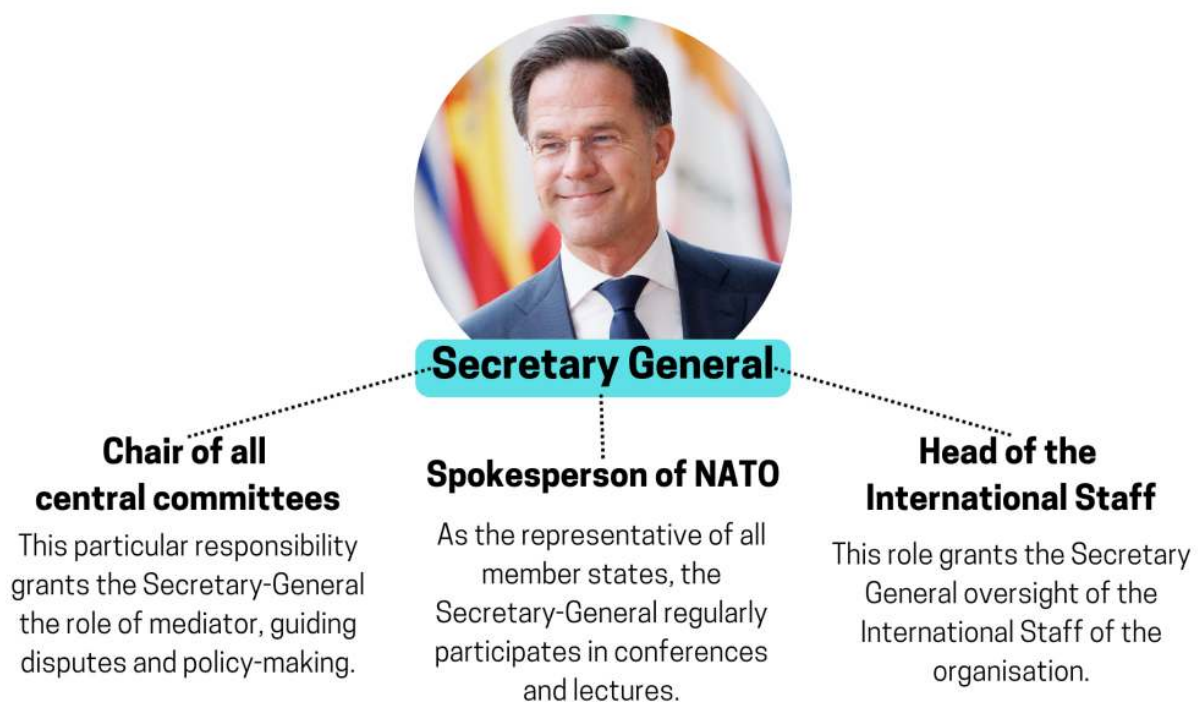 Secretary General
Chair of all
central committees
This particular responsibility
grants the Secretary-General
the role of mediator, guiding
disputes and policy-making.
Spokesperson of NATO
As the representative of all
member states, the
Secretary-General regularly
participates in conferences
and lectures.
Head of the
International Staff
This role grants the Secretary
General oversight of the
International Staff of the
organisation.